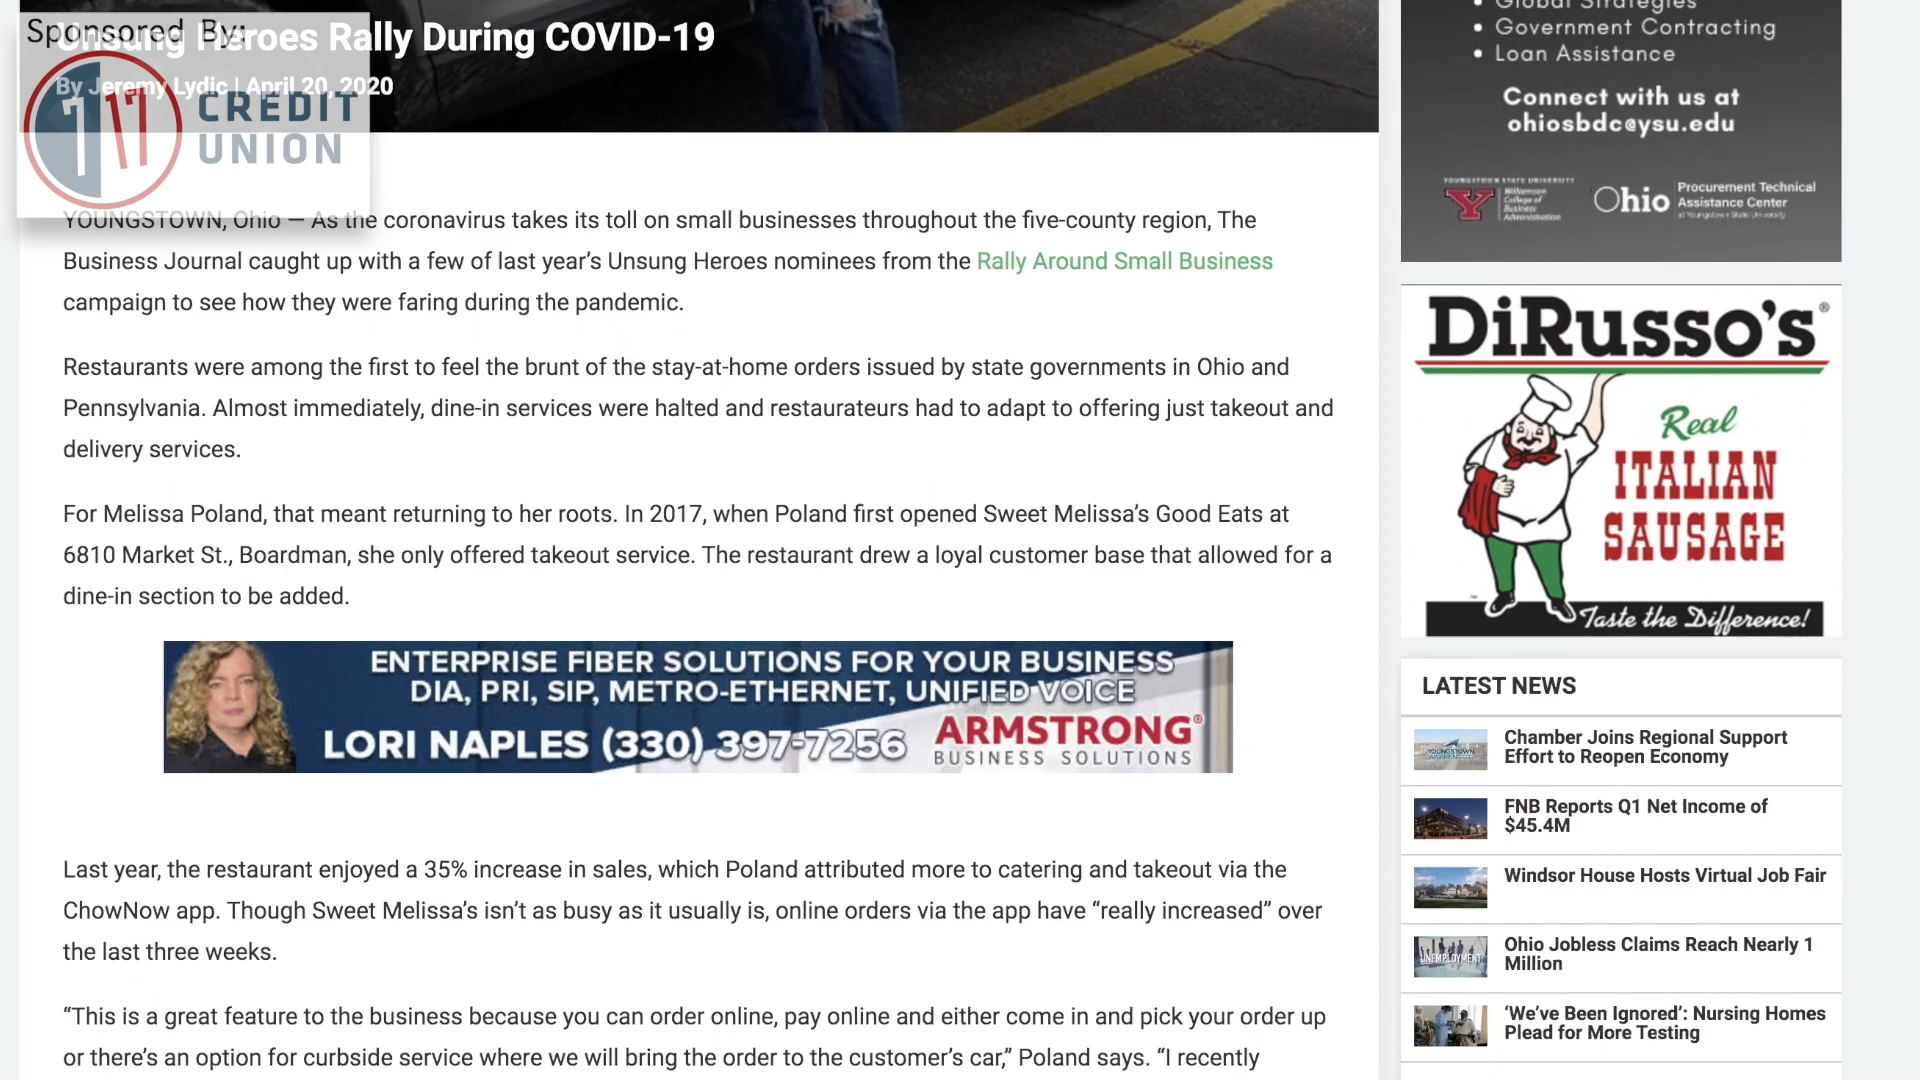 Sponsored By:
Unsung Heroes Rally During COVID-19
By Jeremy Lydic | April 20, 2020
717 CREDIT
UNION
YOUNGSTOWN, Ohio — As the coronavirus takes its toll on small businesses throughout the five-county region, The
Business Journal caught up with a few of last year’s Unsung Heroes nominees from the Rally Around Small Business
campaign to see how they were faring during the pandemic.
Restaurants were among the first to feel the brunt of the stay-at-home orders issued by state governments in Ohio and
Pennsylvania. Almost immediately, dine-in services were halted and restaurateurs had to adapt to offering just takeout and
delivery services.
For Melissa Poland, that meant returning to her roots. In 2017, when Poland first opened Sweet Melissa’s Good Eats at
6810 Market St., Boardman, she only offered takeout service. The restaurant drew a loyal customer base that allowed for a
dine-in section to be added.
ENTERPRISE FIBER SOLUTIONS FOR YOUR BUSINESS
DIA, PRI, SIP, METRO-ETHERNET, UNIFIED VOICE
LORI NAPLES (330) 397-7256
ARMSTRONG®
BUSINESS SOLUTIONS
Last year, the restaurant enjoyed a 35% increase in sales, which Poland attributed more to catering and takeout via the
ChowNow app. Though Sweet Melissa’s isn’t as busy as it usually is, online orders via the app have “really increased” over
the last three weeks.
“This is a great feature to the business because you can order online, pay online and either come in and pick your order up
or there’s an option for curbside service where we will bring the order to the customer’s car,” Poland says. “I recently
• Global Strategies
• Government Contracting
• Loan Assistance
Connect with us at
ohiosbdc@ysu.edu
YOUNGSTOWN STATE UNIVERSITY
Y
Williamson
College of
Business
Administration
Ohio
Procurement Technical
Assistance Center
at Youngstown State University
DiRusso’s®
Real
ITALIAN
SAUSAGE
™
Taste the Difference!
LATEST NEWS
Chamber Joins Regional Support
Effort to Reopen Economy
FNB Reports Q1 Net Income of
$45.4M
Windsor House Hosts Virtual Job Fair
UNEMPLOYMENT
Ohio Jobless Claims Reach Nearly 1
Million
‘We’ve Been Ignored’: Nursing Homes
Plead for More Testing